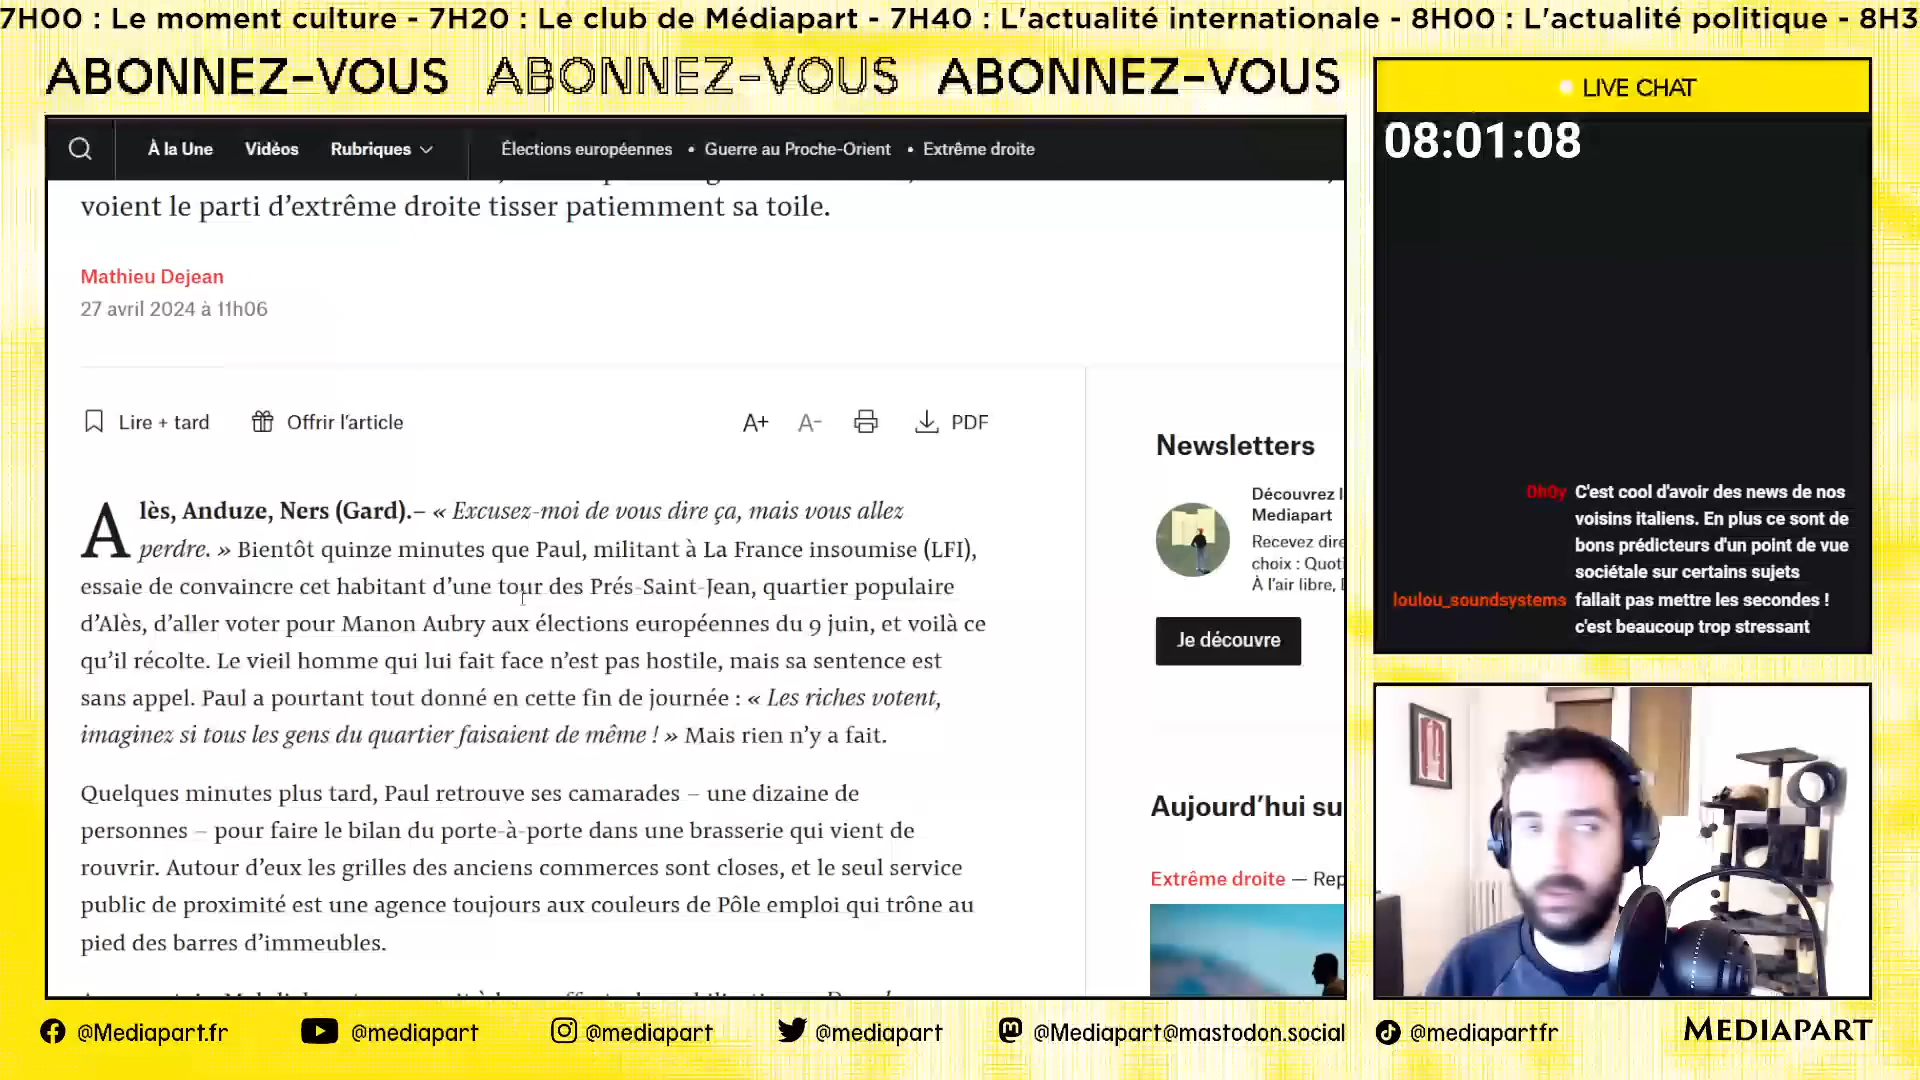 7H00 : Le moment culture - 7H20 : Le club de Médiapart - 7H40 : L'actualité internationale - 8H00 : L'actualité politique - 8H3
ABONNEZ-VOUS ABONNEZ-VOUS ABONNEZ-VOUS
À la Une Vidéos Rubriques Élections européennes • Guerre au Proche-Orient • Extrême droite
voient le parti d’extrême droite tisser patiemment sa toile.
Mathieu Dejean
27 avril 2024 à 11h06
Lire + tard Offrir l’article A+ A- PDF
Alès, Anduze, Ners (Gard).– « Excusez-moi de vous dire ça, mais vous allez
perdre. » Bientôt quinze minutes que Paul, militant à La France insoumise (LFI),
essaie de convaincre cet habitant d’une tour des Prés-Saint-Jean, quartier populaire
d’Alès, d’aller voter pour Manon Aubry aux élections européennes du 9 juin, et voilà ce
qu’il récolte. Le vieil homme qui lui fait face n’est pas hostile, mais sa sentence est
sans appel. Paul a pourtant tout donné en cette fin de journée : « Les riches votent,
imaginez si tous les gens du quartier faisaient de même ! » Mais rien n’y a fait.
Quelques minutes plus tard, Paul retrouve ses camarades – une dizaine de
personnes – pour faire le bilan du porte-à-porte dans une brasserie qui vient de
rouvrir. Autour d’eux les grilles des anciens commerces sont closes, et le seul service
public de proximité est une agence toujours aux couleurs de Pôle emploi qui trône au
pied des barres d’immeubles.
Newsletters
Découvrez l
Mediapart
Recevez dire
choix : Quoti
À l’air libre,
Je découvre
Aujourd’hui su
Extrême droite — Rep
LIVE CHAT
08:01:08
Dh0y C'est cool d'avoir des news de nos
voisins italiens. En plus ce sont de
bons prédicteurs d'un point de vue
sociétale sur certains sujets
loulou_soundsystems fallait pas mettre les secondes !
c'est beaucoup trop stressant
@Mediapart.fr @mediapart @mediapart @mediapart @Mediapart@mastodon.social @mediapartfr MEDIAPART